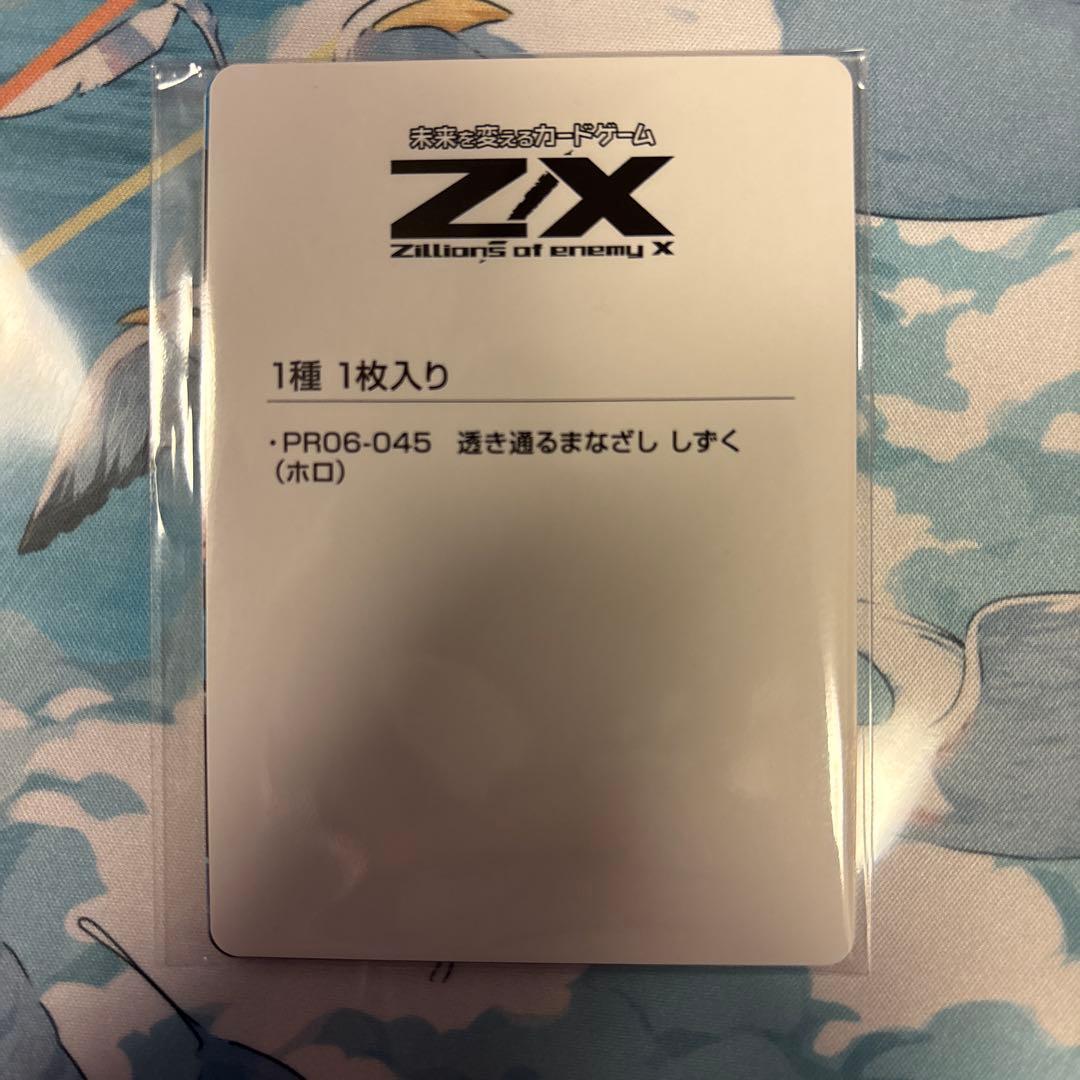 未来を変えるカードゲーム
Z/X
Zillions of enemy X
1種 1枚入り
・PR06-045 透き通るまなざし しずく
（ホロ）